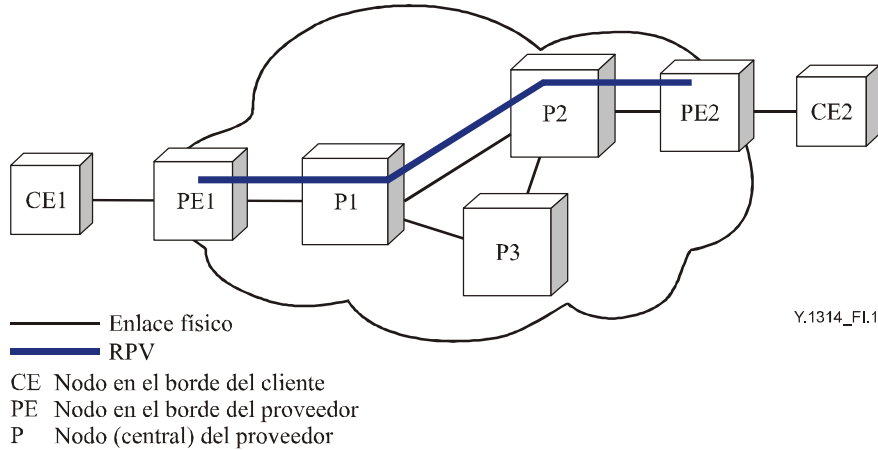 P2
PE2
CE2
CE1
PE1
P1
P3
Y.1314_FI.1
Enlace físico
RPV
CE Nodo en el borde del cliente
PE Nodo en el borde del proveedor
P Nodo (central) del proveedor